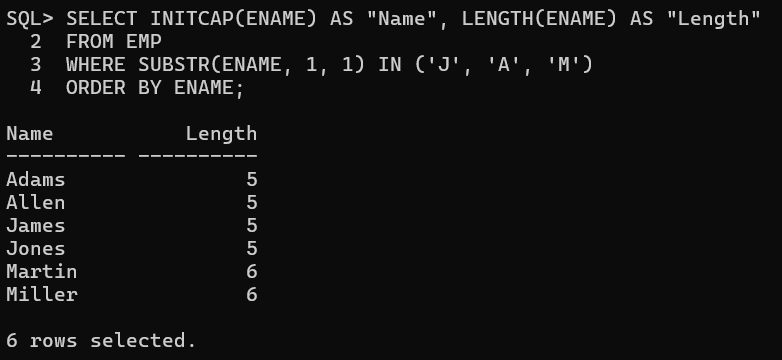 SQL> SELECT INITCAP(ENAME) AS "Name", LENGTH(ENAME) AS "Length"
  2  FROM EMP
  3  WHERE SUBSTR(ENAME, 1, 1) IN ('J', 'A', 'M')
  4  ORDER BY ENAME;

Name           Length
---------- ----------
Adams               5
Allen               5
James               5
Jones               5
Martin              6
Miller              6

6 rows selected.